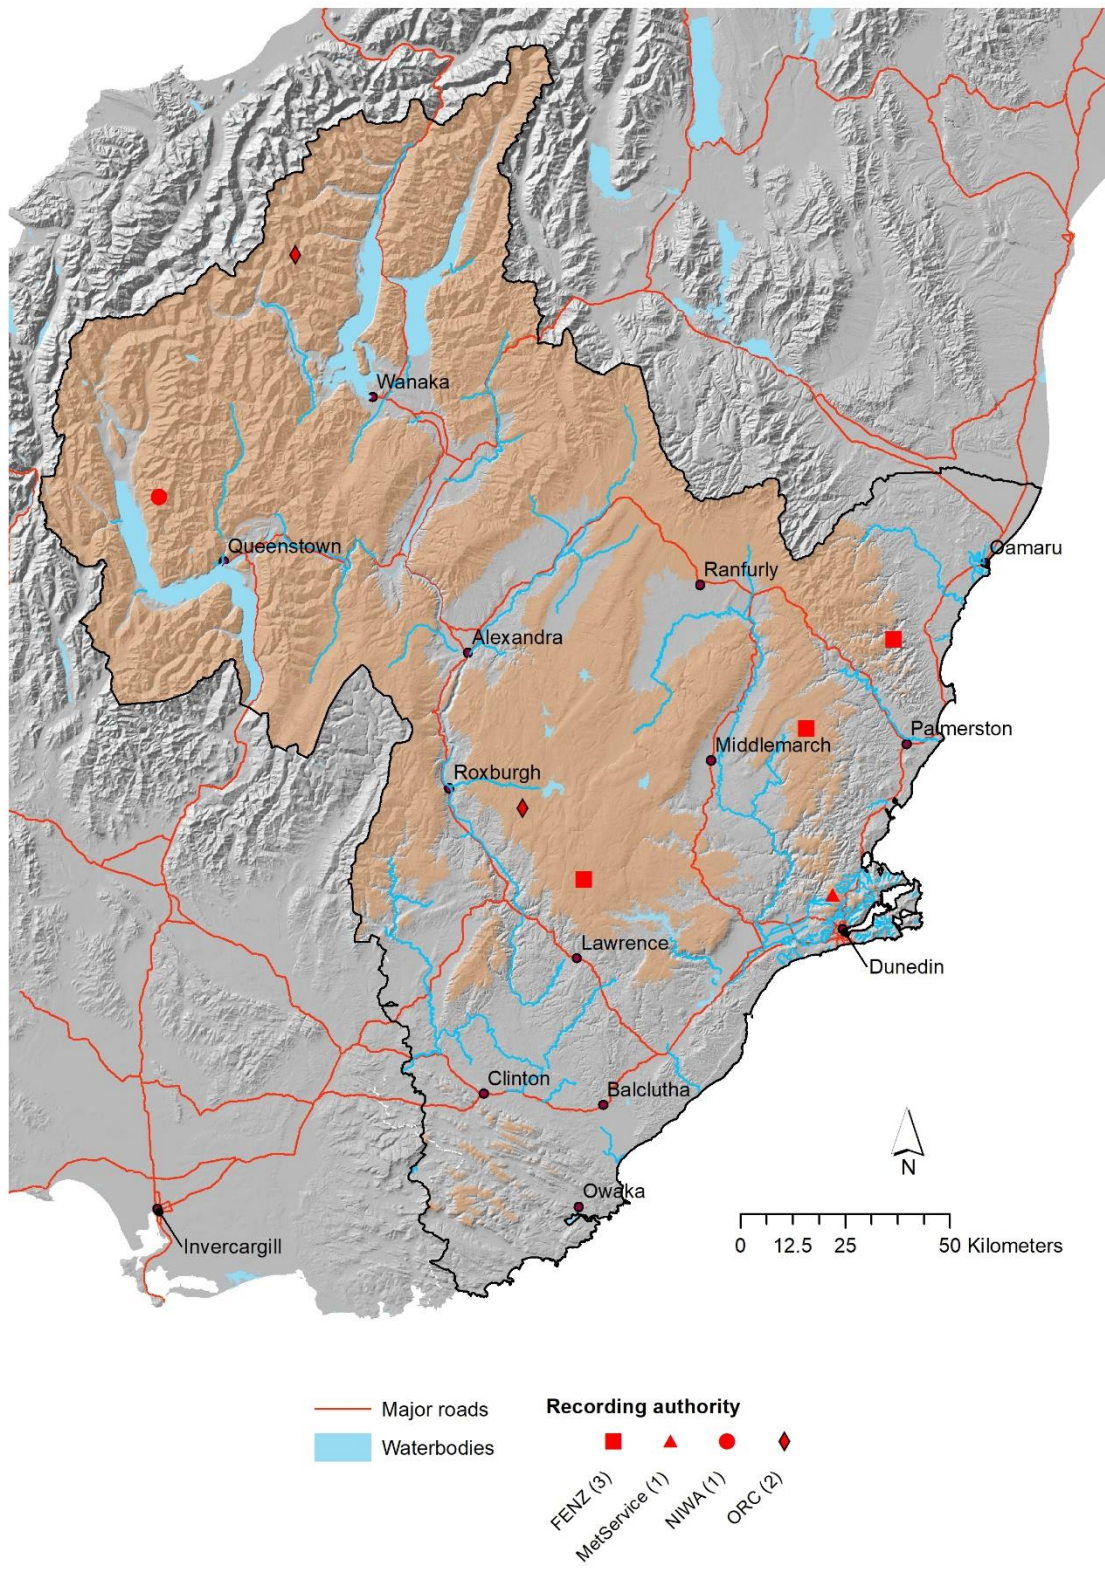 Wanaka
Queenstown
Oamaru
Ranfurly
Alexandra
Palmerston
Middlemarch
Roxburgh
Lawrence
Dunedin
Clinton
Balclutha
N
Owaka
Invercargill
0 12.5 25 50 Kilometers
Major roads
Waterbodies
Recording authority
FENZ (3)
MetService (1)
NIWA (1)
ORC (2)